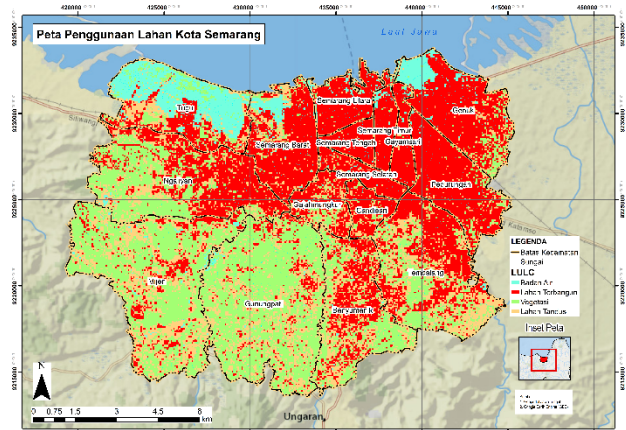 420000
425000
430000
435000
440000
445000
450000
Peta Penggunaan Lahan Kota Semarang
Laut Jawa
Tugu
Semarang Utara
Genuk
Semarang Timur
Semarang Barat
Semarang Tengah
Gayamsari
Semarang Selatan
Ngaliyan
Pedurungan
Gajahmungkur
Candisari
Mijen
Gunungpati
Tembalang
Banyumanik
LEGENDA
Batas Kecamatan
Sungai
LULC
Badan Air
Lahan Terbangun
Vegetasi
Lahan Tandus
Inset Peta
N
0 0.75 1.5 3 4.5 6
km
Ungaran